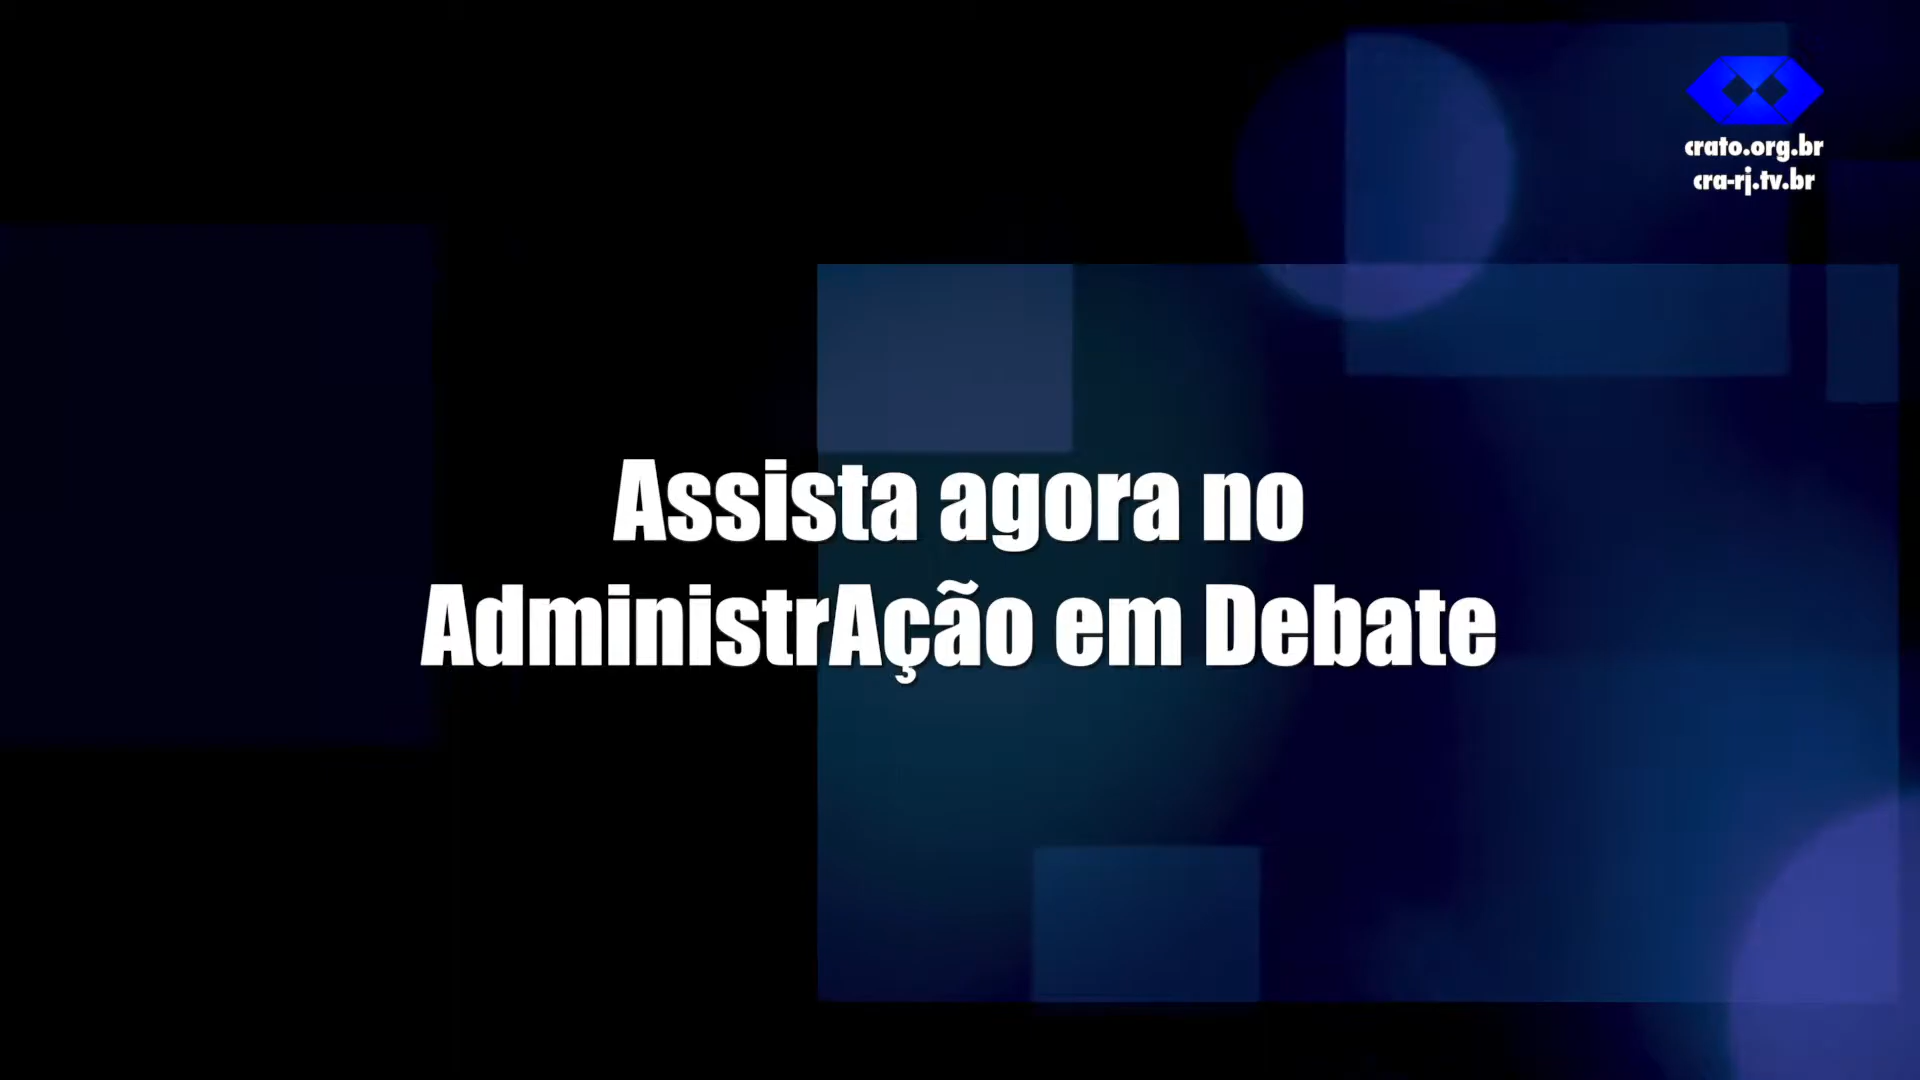 crato.org.br
cra-rj.tv.br
Assista agora no
AdministrAção em Debate